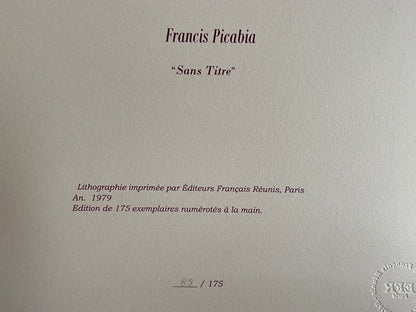 Francis Picabia
"Sans Titre"
Lithographie imprimée par Éditeurs Français Réunis, Paris
An. 1979
Edition de 175 exemplaires numérotés à la main.
89 / 175